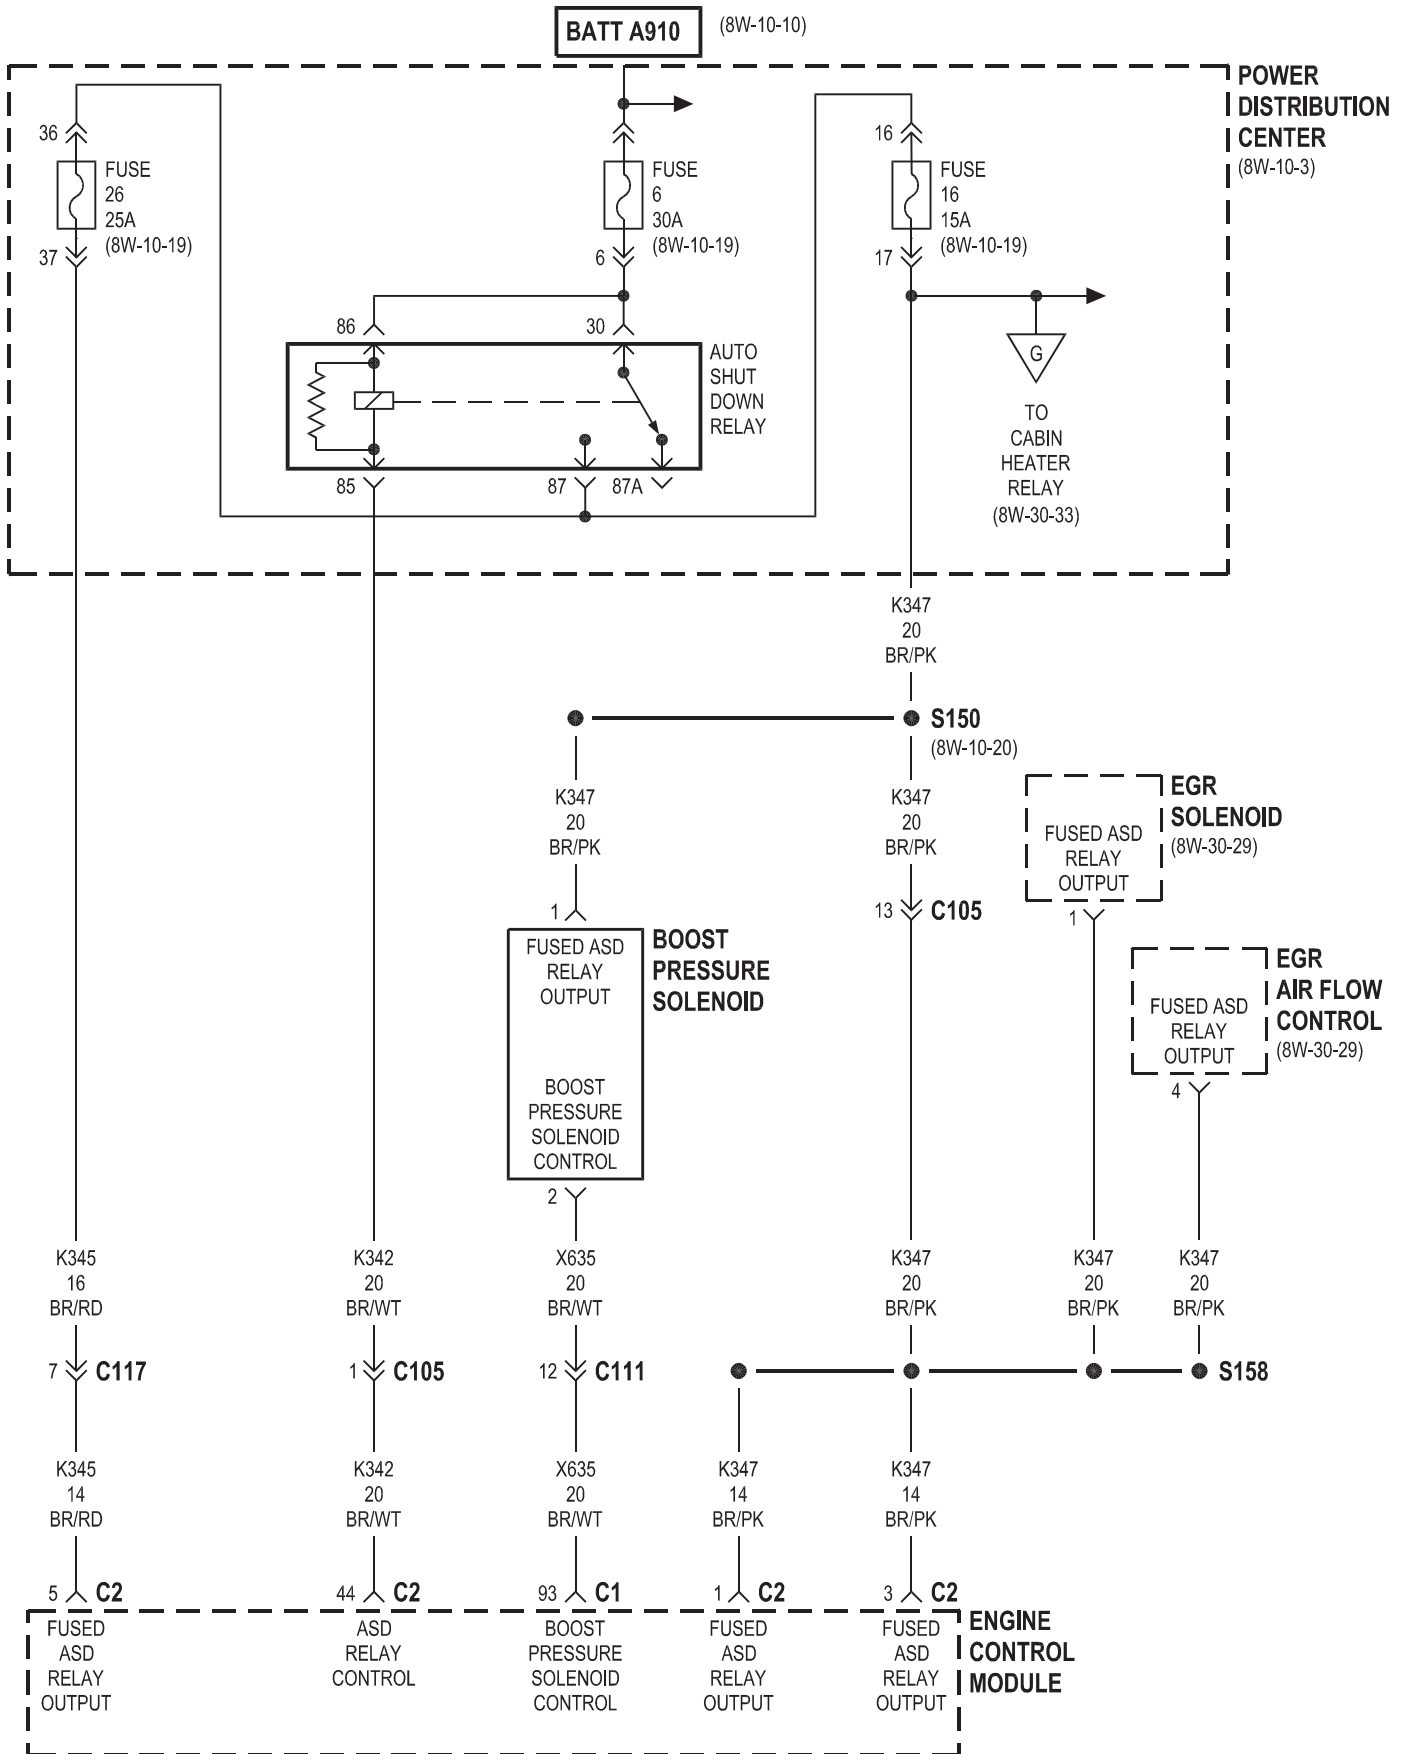 BATT A910
(8W-10-10)
POWER
DISTRIBUTION
CENTER
(8W-10-3)
36
FUSE
26
25A
(8W-10-19)
37
FUSE
6
30A
(8W-10-19)
6
16
FUSE
16
15A
(8W-10-19)
17
86
30
AUTO
SHUT
DOWN
RELAY
85
87
87A
G
TO
CABIN
HEATER
RELAY
(8W-30-33)
K347
20
BR/PK
S150
(8W-10-20)
K347
20
BR/PK
K347
20
BR/PK
EGR
SOLENOID
(8W-30-29)
FUSED ASD
RELAY
OUTPUT
1
1
13
C105
BOOST
PRESSURE
SOLENOID
FUSED ASD
RELAY
OUTPUT
BOOST
PRESSURE
SOLENOID
CONTROL
2
EGR
AIR FLOW
CONTROL
(8W-30-29)
FUSED ASD
RELAY
OUTPUT
4
K345
16
BR/RD
K342
20
BR/WT
X635
20
BR/WT
K347
20
BR/PK
K347
20
BR/PK
K347
20
BR/PK
7
C117
1
C105
12
C111
S158
K345
14
BR/RD
K342
20
BR/WT
X635
20
BR/WT
K347
14
BR/PK
K347
14
BR/PK
5
C2
44
C2
93
C1
1
C2
3
C2
FUSED
ASD
RELAY
OUTPUT
ASD
RELAY
CONTROL
BOOST
PRESSURE
SOLENOID
CONTROL
FUSED
ASD
RELAY
OUTPUT
FUSED
ASD
RELAY
OUTPUT
ENGINE
CONTROL
MODULE